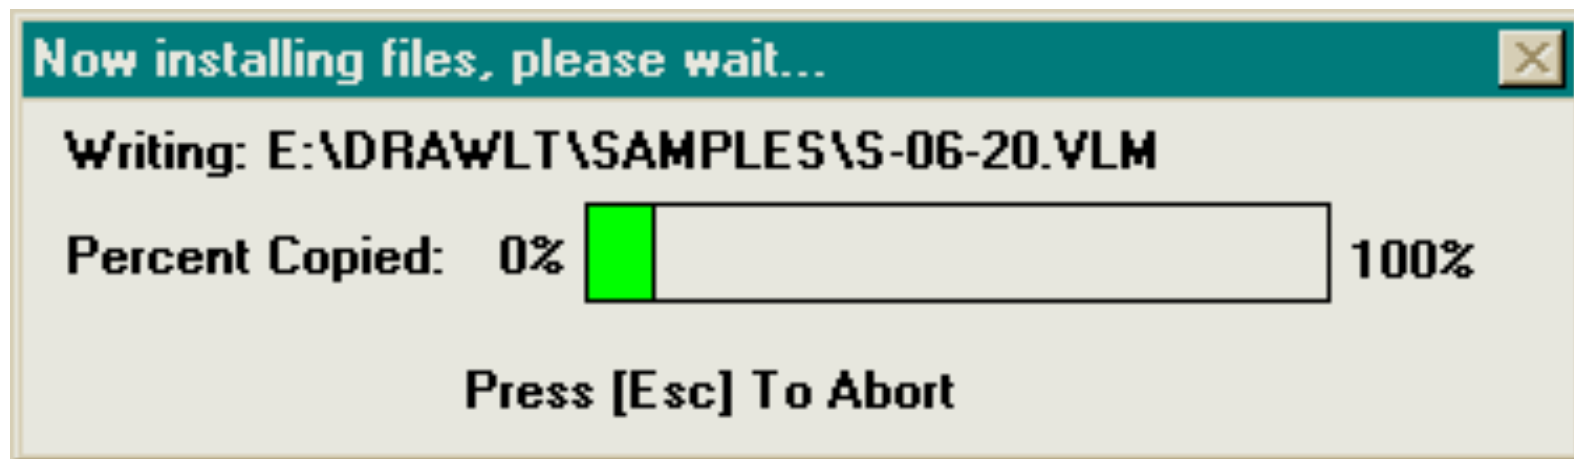 Now installing files, please wait...
Writing: E:\DRAWLT\SAMPLES\S-06-20.VLM
Percent Copied: 0% 100%
Press [Esc] To Abort